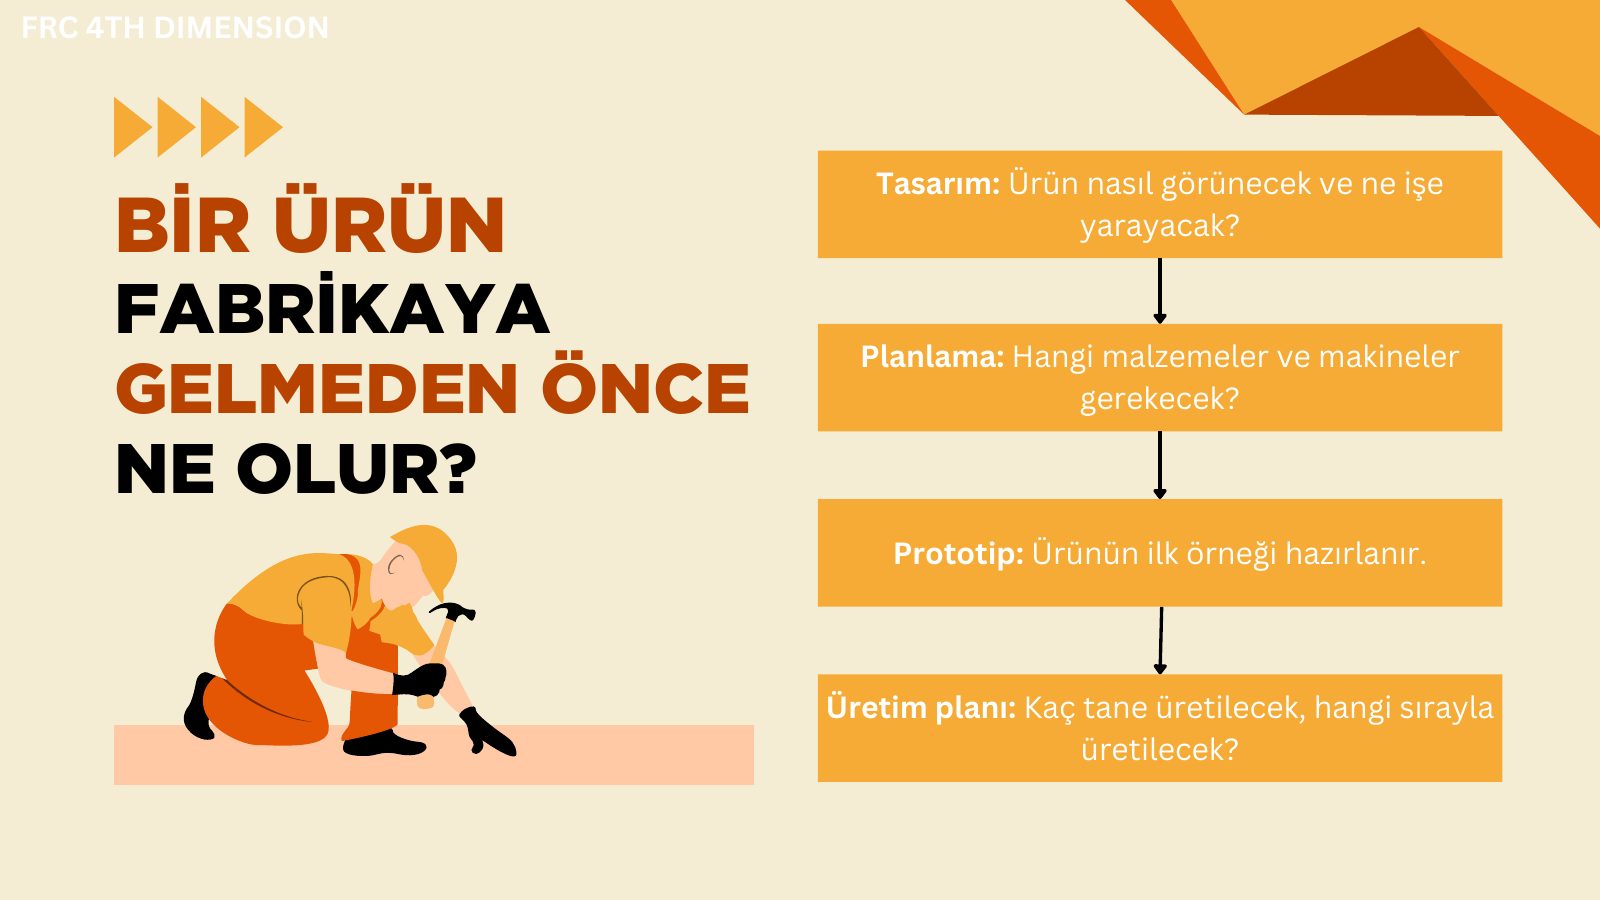 FRC 4TH DIMENSION
BİR ÜRÜN
FABRİKAYA
GELMEDEN ÖNCE
NE OLUR?
Tasarım: Ürün nasıl görünecek ve ne işe
yarayacak?
Planlama: Hangi malzemeler ve makineler
gerekecek?
Prototip: Ürünün ilk örneği hazırlanır.
Üretim planı: Kaç tane üretilecek, hangi sırayla
üretilecek?